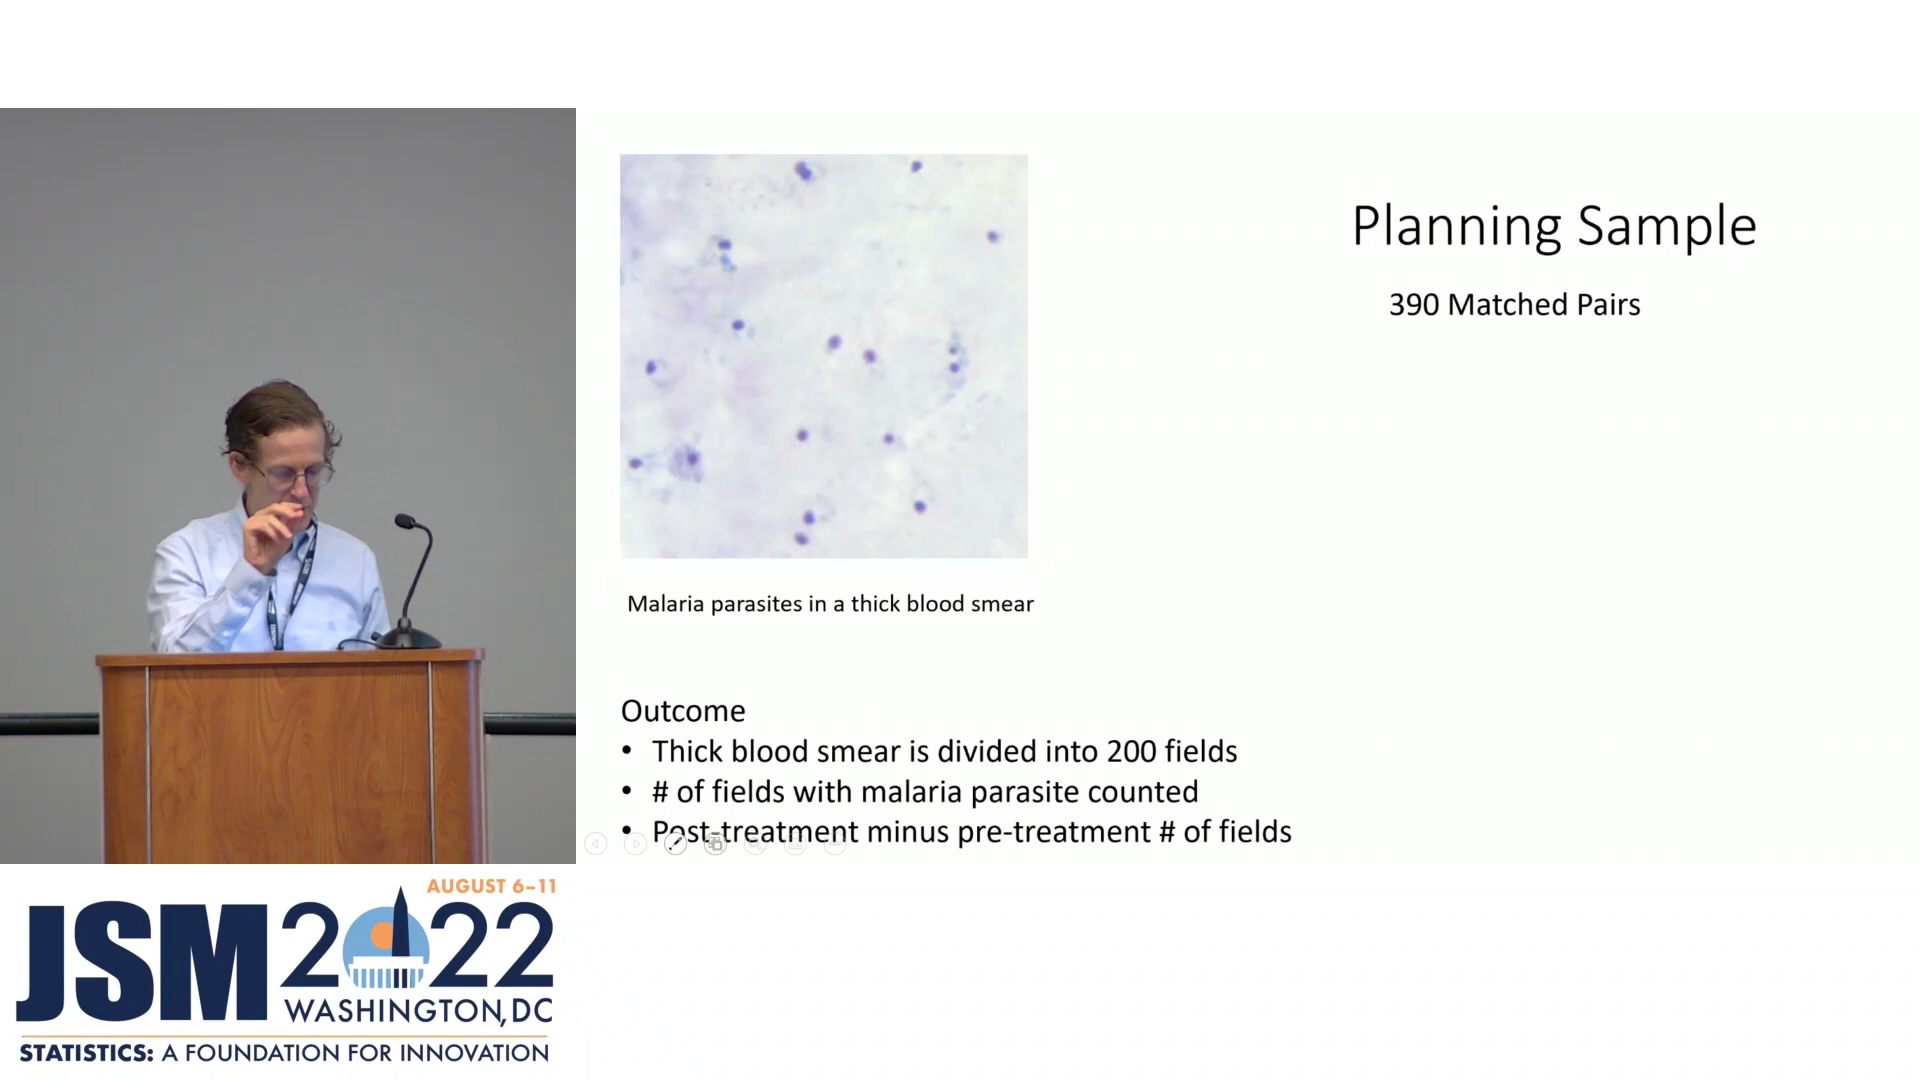 Planning Sample
390 Matched Pairs
Malaria parasites in a thick blood smear
Outcome
• Thick blood smear is divided into 200 fields
• # of fields with malaria parasite counted
• Post-treatment minus pre-treatment # of fields
AUGUST 6–11
JSM 2022
WASHINGTON, DC
STATISTICS: A FOUNDATION FOR INNOVATION